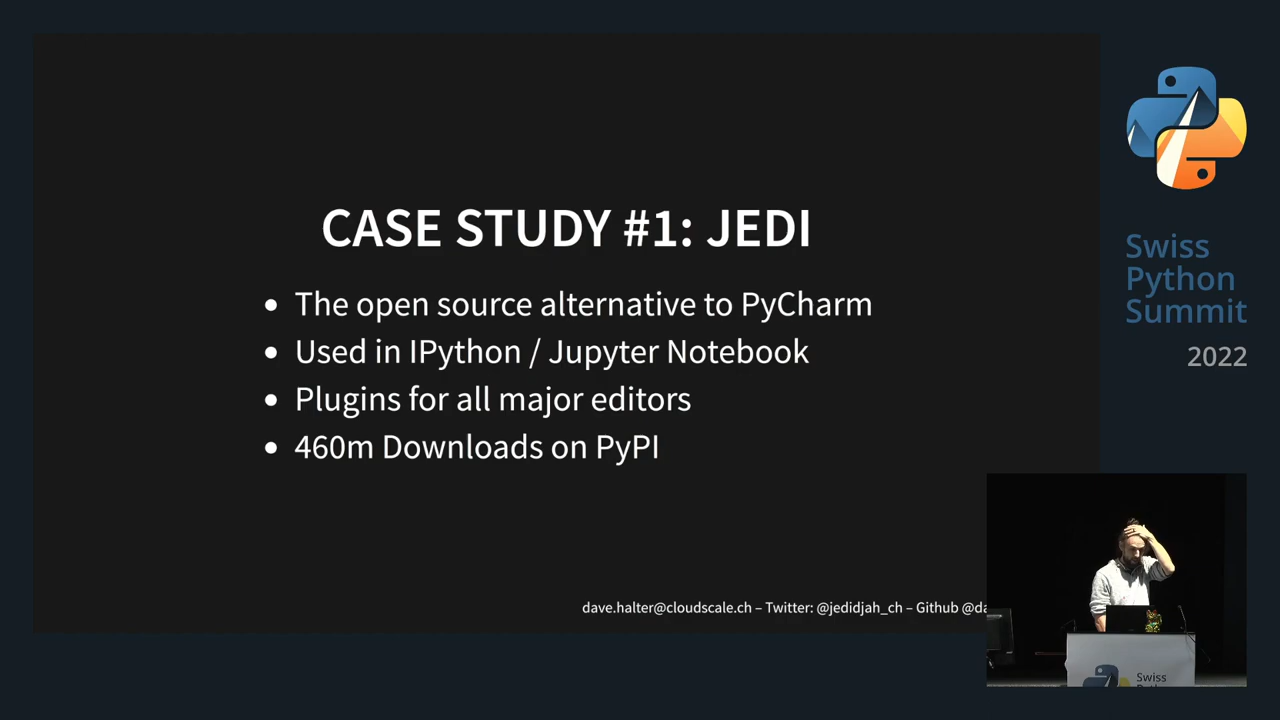 CASE STUDY #1: JEDI
• The open source alternative to PyCharm
• Used in IPython / Jupyter Notebook
• Plugins for all major editors
• 460m Downloads on PyPI
dave.halter@cloudscale.ch – Twitter: @jedidjah_ch – Github @da
Swiss
Python
Summit
2022
Swiss